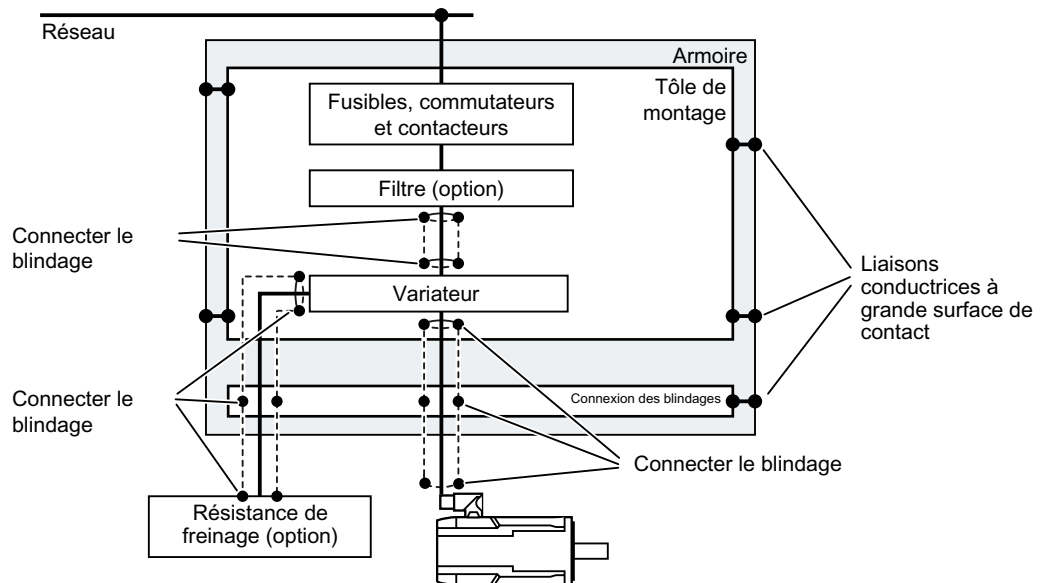 Réseau
Armoire
Tôle de
montage
Fusibles, commutateurs
et contacteurs
Filtre (option)
Connecter le
blindage
Variateur
Liaisons
conductrices à
grande surface de
contact
Connecter le
blindage
Connexion des blindages
Connecter le blindage
Résistance de
freinage (option)